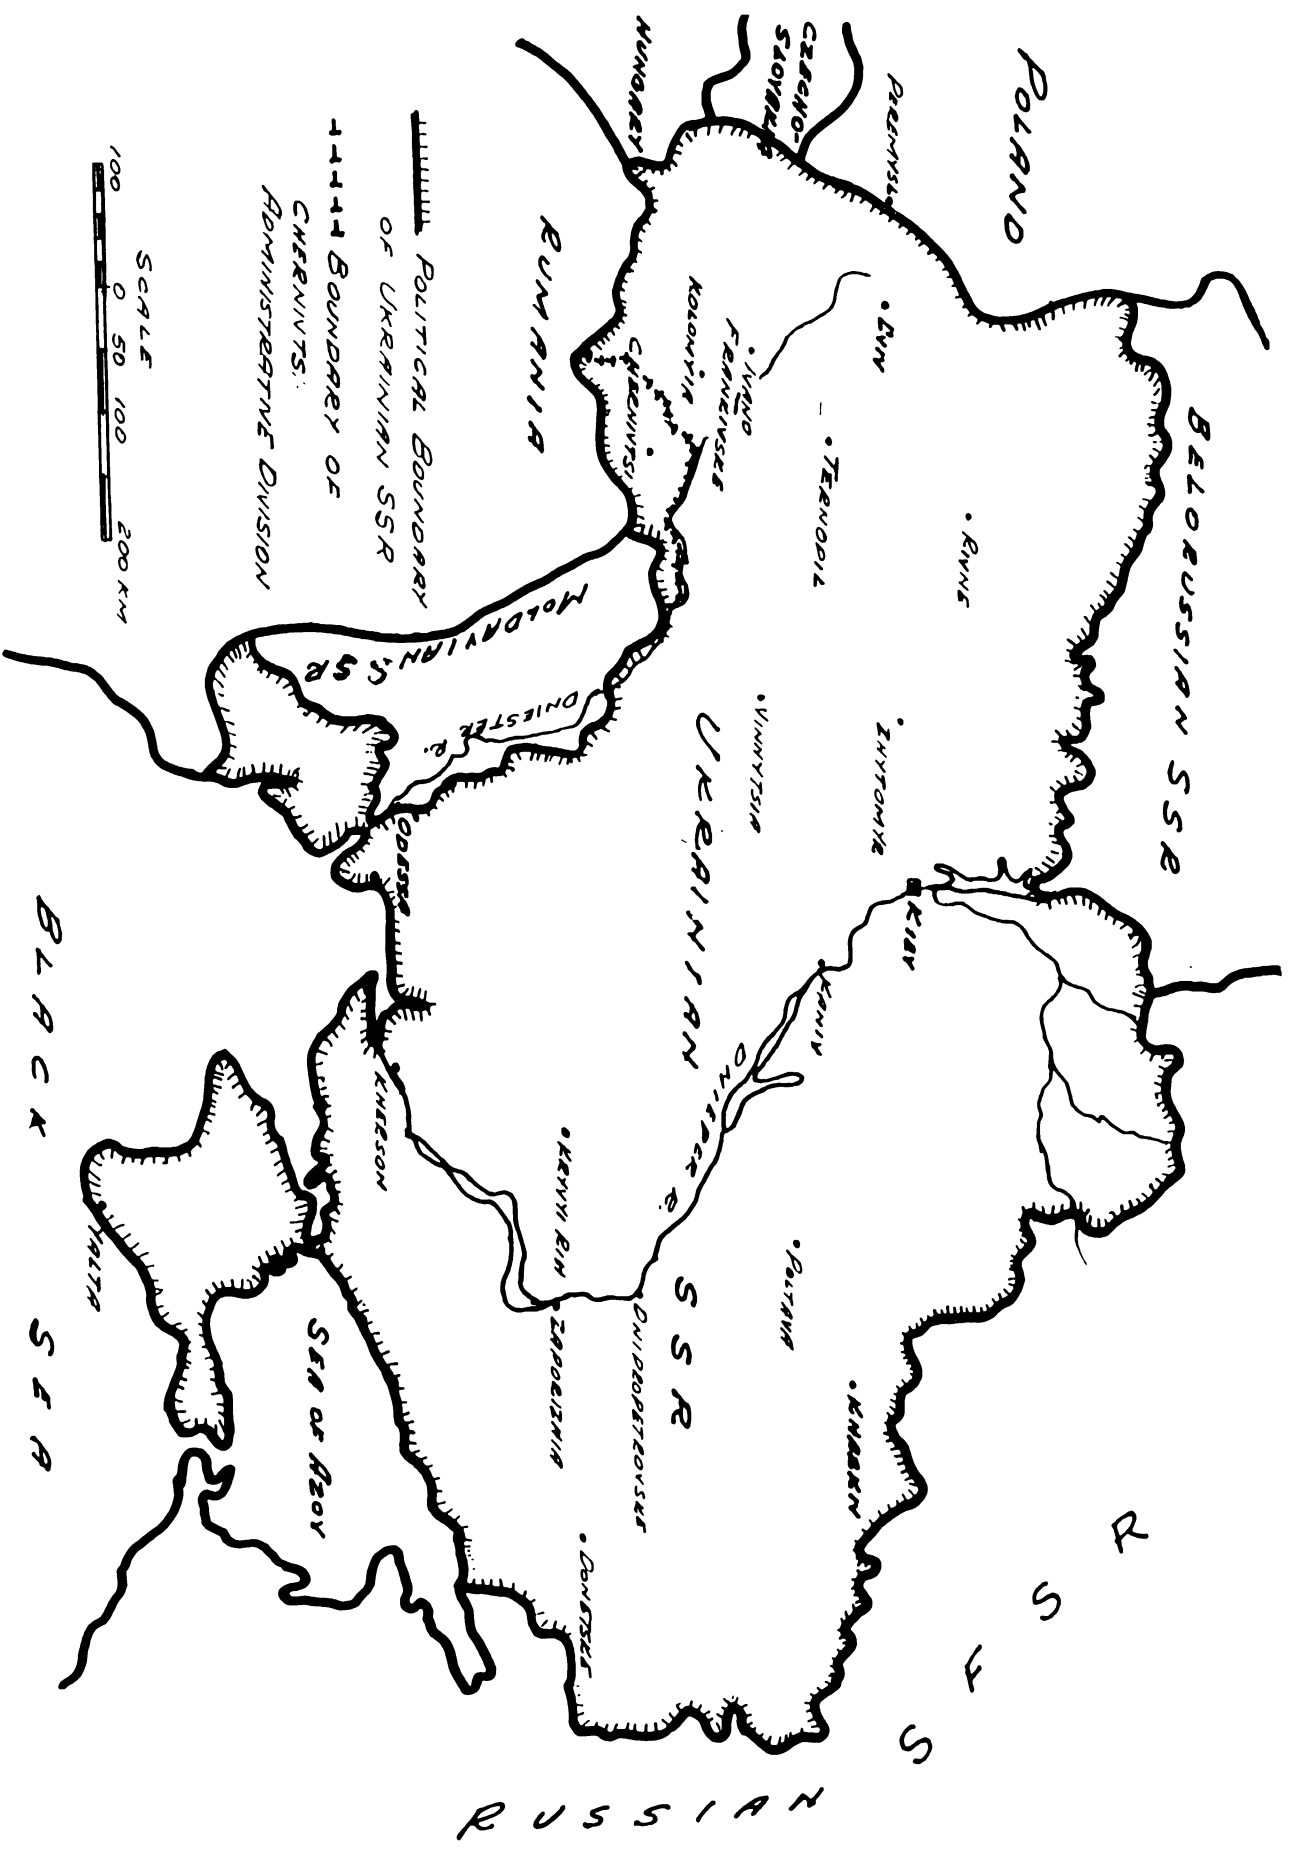 POLAND
BELORUSSIAN SSR
R
S
F
S
RUSSIAN
CZECHO-
SLOVAKIA
PEREMYSL
HUNGARY
RUMANIA
• LVIV
• RIVNE
• TERNOPIL
• IVANO
FRANKIVSKE
KOLOMYIA
CHERNIVTSI
• ZHYTOMYR
KIEV
• VINNYTSIA
KANIV
UKRAINIAN SSR
DNIEPER R.
• POLTAVA
• KHARKIV
DNIPROPETROVSKE
• KRYVYI RIH
ZAPORIZHIA
• DONETSKE
MOLDAVIAN SSR
DNIESTER R.
ODESSA
KHERSON
YALTA
SEA OF AZOV
BLACK SEA
POLITICAL BOUNDARY
OF UKRAINIAN SSR
BOUNDARY OF
CHERNIVTSI
ADMINISTRATIVE DIVISION
SCALE
100 0 50 100 200 KM